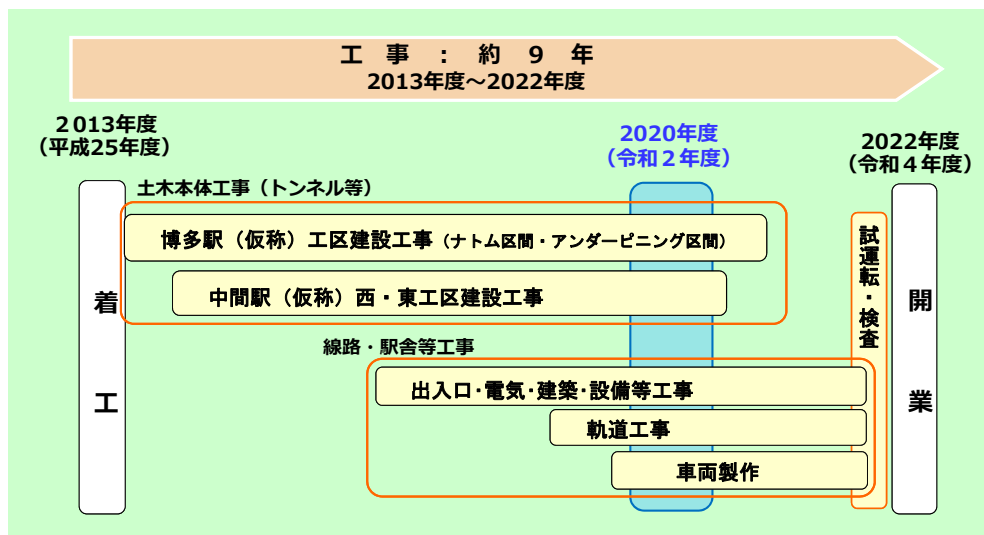 工 事 : 約 9 年
2013年度～2022年度
２013年度
（平成25年度）
2020年度
（令和２年度）
2022年度
（令和４年度）
土木本体工事（トンネル等）
博多駅（仮称）工区建設工事（ナトム区間・アンダーピニング区間）
中間駅（仮称）西・東工区建設工事
線路・駅舎等工事
出入口・電気・建築・設備等工事
軌道工事
車両製作
着工
試運転・検査
開業